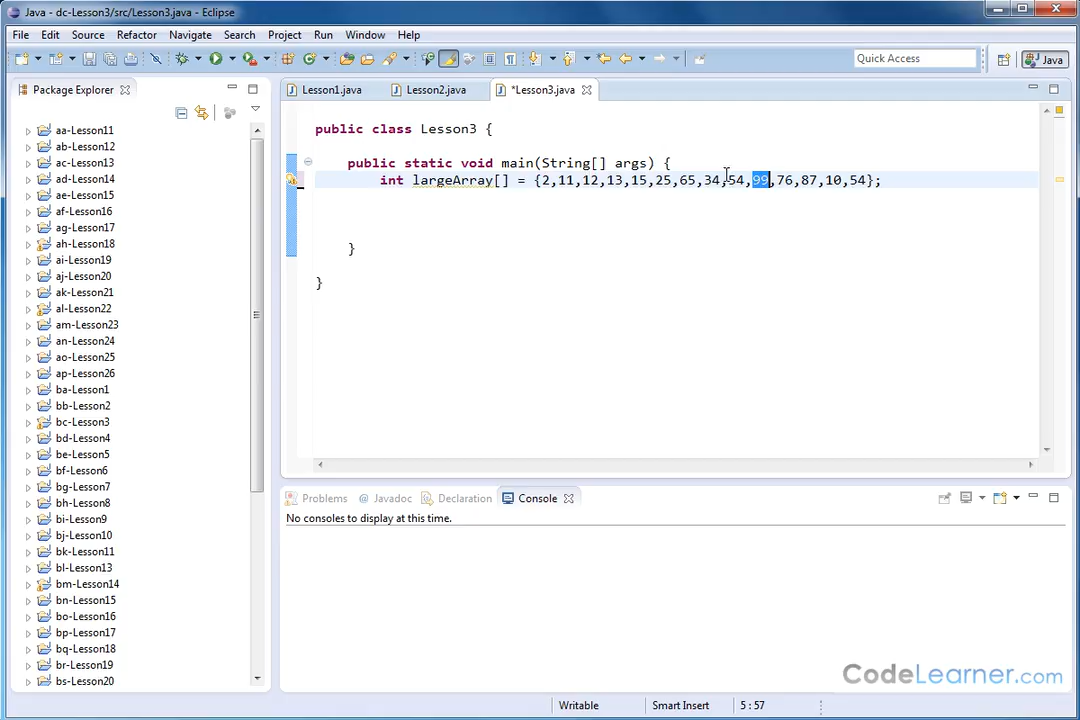 Java - dc-Lesson3/src/Lesson3.java - Eclipse
File Edit Source Refactor Navigate Search Project Run Window Help
Quick Access
Java
Package Explorer
Lesson1.java Lesson2.java *Lesson3.java
aa-Lesson11
ab-Lesson12
ac-Lesson13
ad-Lesson14
ae-Lesson15
af-Lesson16
ag-Lesson17
ah-Lesson18
ai-Lesson19
aj-Lesson20
ak-Lesson21
al-Lesson22
am-Lesson23
an-Lesson24
ao-Lesson25
ap-Lesson26
ba-Lesson1
bb-Lesson2
bc-Lesson3
bd-Lesson4
be-Lesson5
bf-Lesson6
bg-Lesson7
bh-Lesson8
bi-Lesson9
bj-Lesson10
bk-Lesson11
bl-Lesson13
bm-Lesson14
bn-Lesson15
bo-Lesson16
bp-Lesson17
bq-Lesson18
br-Lesson19
bs-Lesson20
public class Lesson3 {
public static void main(String[] args) {
int largeArray[] = {2,11,12,13,15,25,65,34,54,99,76,87,10,54};
}
}
Problems @ Javadoc Declaration Console
No consoles to display at this time.
CodeLearner.com
Writable Smart Insert 5 : 57